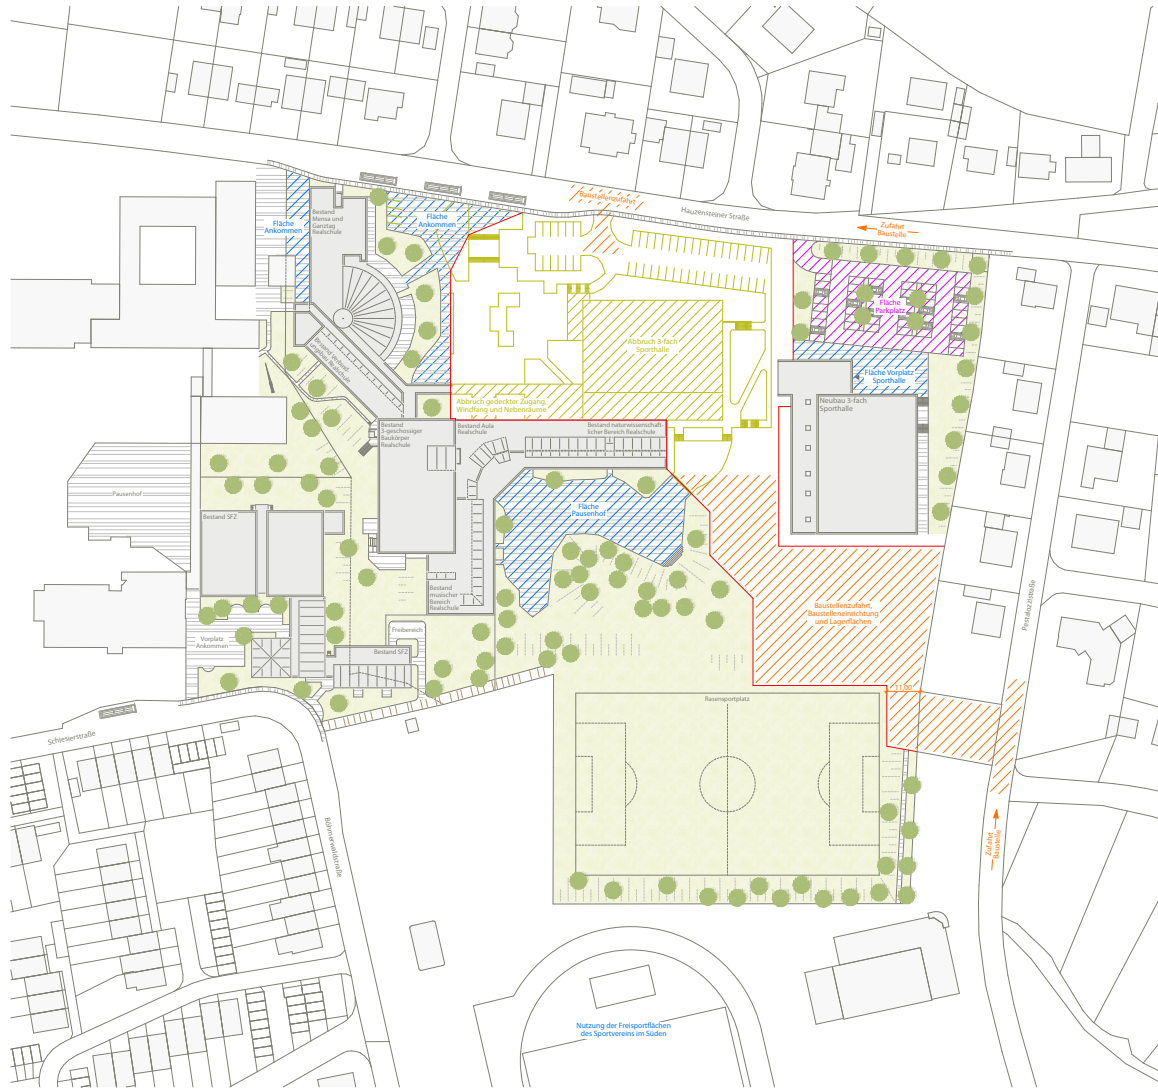 Baustellenzufahrt
Hauzensteiner Straße
Zufahrt
Baustelle
Fläche
Ankommen
Bestand
Mensa und
Ganztag
Realschule
Fläche
Ankommen
Fläche
Parkplatz
Abbruch 3-fach
Sporthalle
Fläche Vorplatz
Sporthalle
Abbruch gedeckter Zugang,
Windfang und Nebenräume
Neubau 3-fach
Sporthalle
Bestand
3-geschossiger
Baukörper
Realschule
Bestand Aula
Realschule
Bestand naturwissenschaft-
licher Bereich Realschule
Pausenhof
Fläche
Pausenhof
Bestand SFZ
Bestand
musischer
Bereich
Realschule
Baustellenzufahrt,
Baustelleneinrichtung
und Lagerflächen
Pestalozzistraße
Freibereich
Vorplatz
Ankommen
Bestand SFZ
11,00
Rasensportplatz
Schlesierstraße
Böhmerwaldstraße
Zufahrt
Baustelle
Nutzung der Freisportflächen
des Sportvereins im Süden